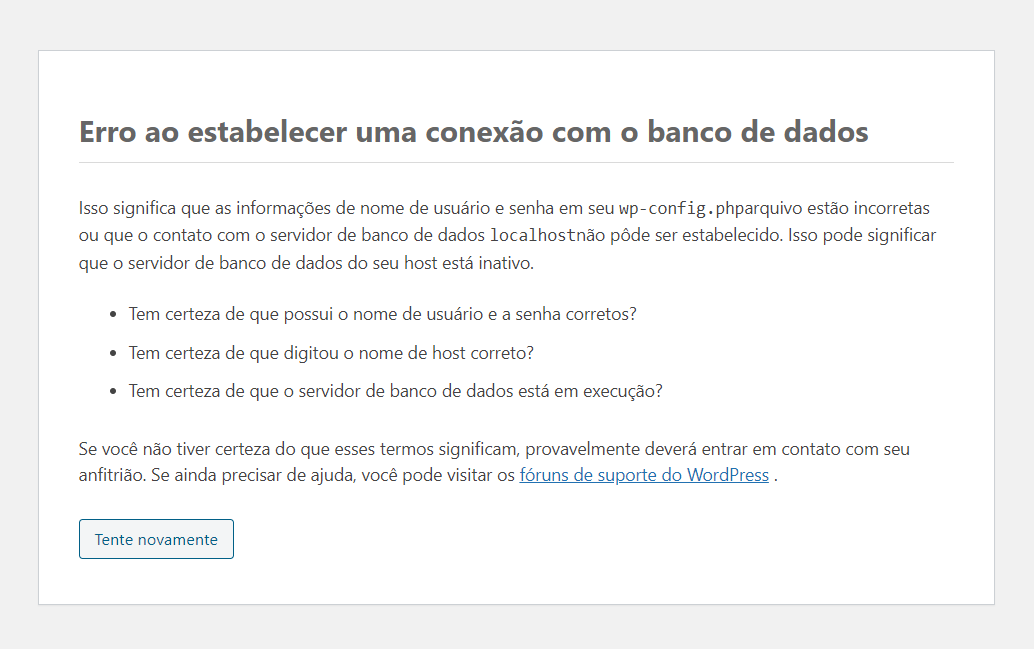 Erro ao estabelecer uma conexão com o banco de dados
Isso significa que as informações de nome de usuário e senha em seu wp-config.phparquivo estão incorretas
ou que o contato com o servidor de banco de dados localhostnão pôde ser estabelecido. Isso pode significar
que o servidor de banco de dados do seu host está inativo.
• Tem certeza de que possui o nome de usuário e a senha corretos?
• Tem certeza de que digitou o nome de host correto?
• Tem certeza de que o servidor de banco de dados está em execução?
Se você não tiver certeza do que esses termos significam, provavelmente deverá entrar em contato com seu
anfitrião. Se ainda precisar de ajuda, você pode visitar os fóruns de suporte do WordPress .
Tente novamente